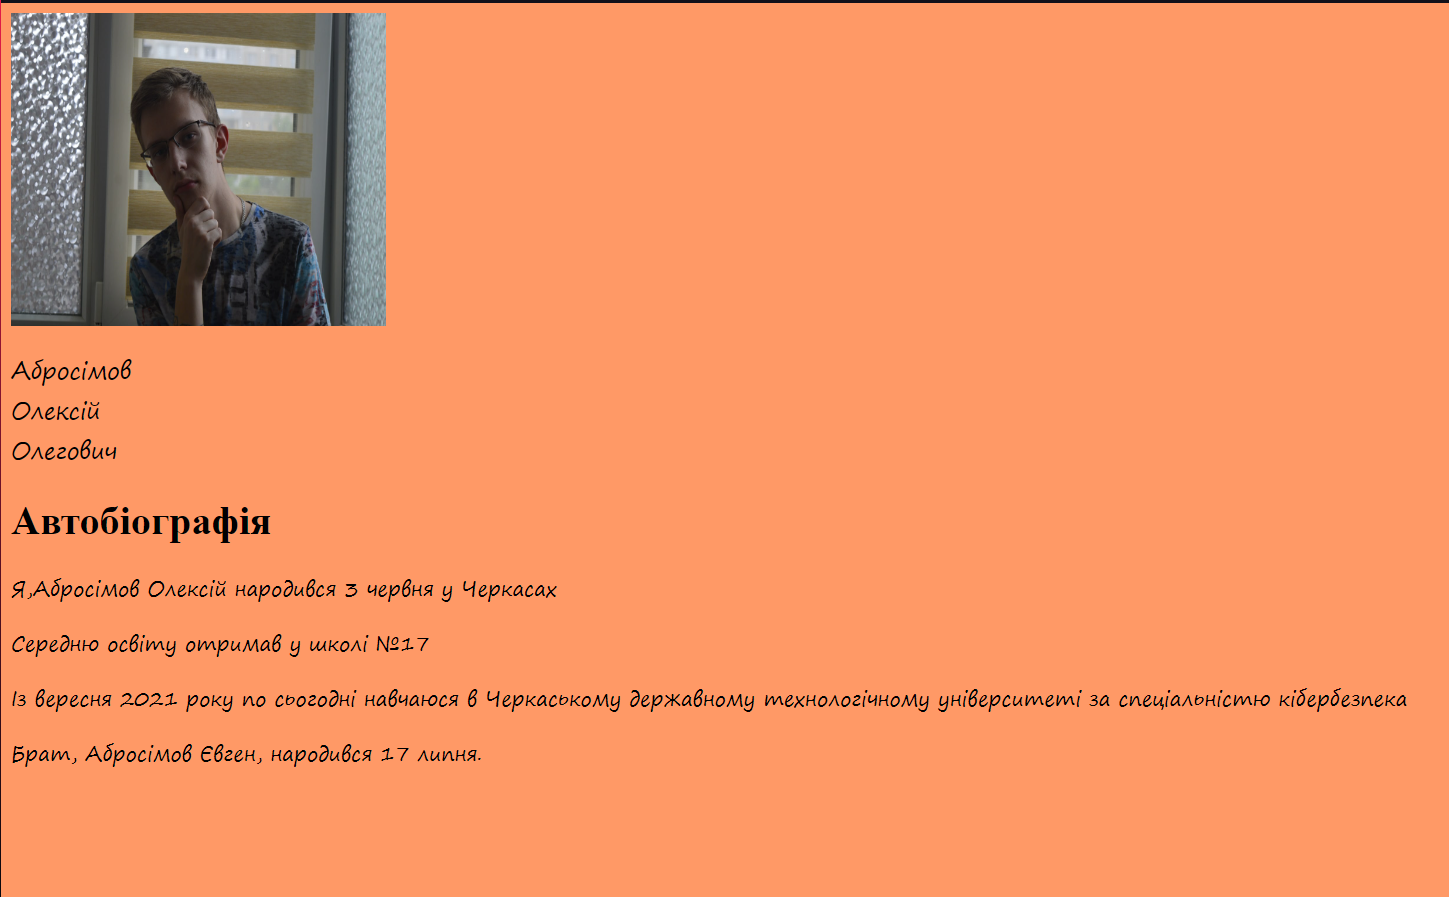 Абросімов
Олексій
Олегович
Автобіографія
Я,Абросімов Олексій народився 3 червня у Черкасах
Середню освіту отримав у школі №17
Із вересня 2021 року по сьогодні навчаюся в Черкаському державному технологічному університеті за спеціальністю кібербезпека
Брат, Абросімов Євген, народився 17 липня.